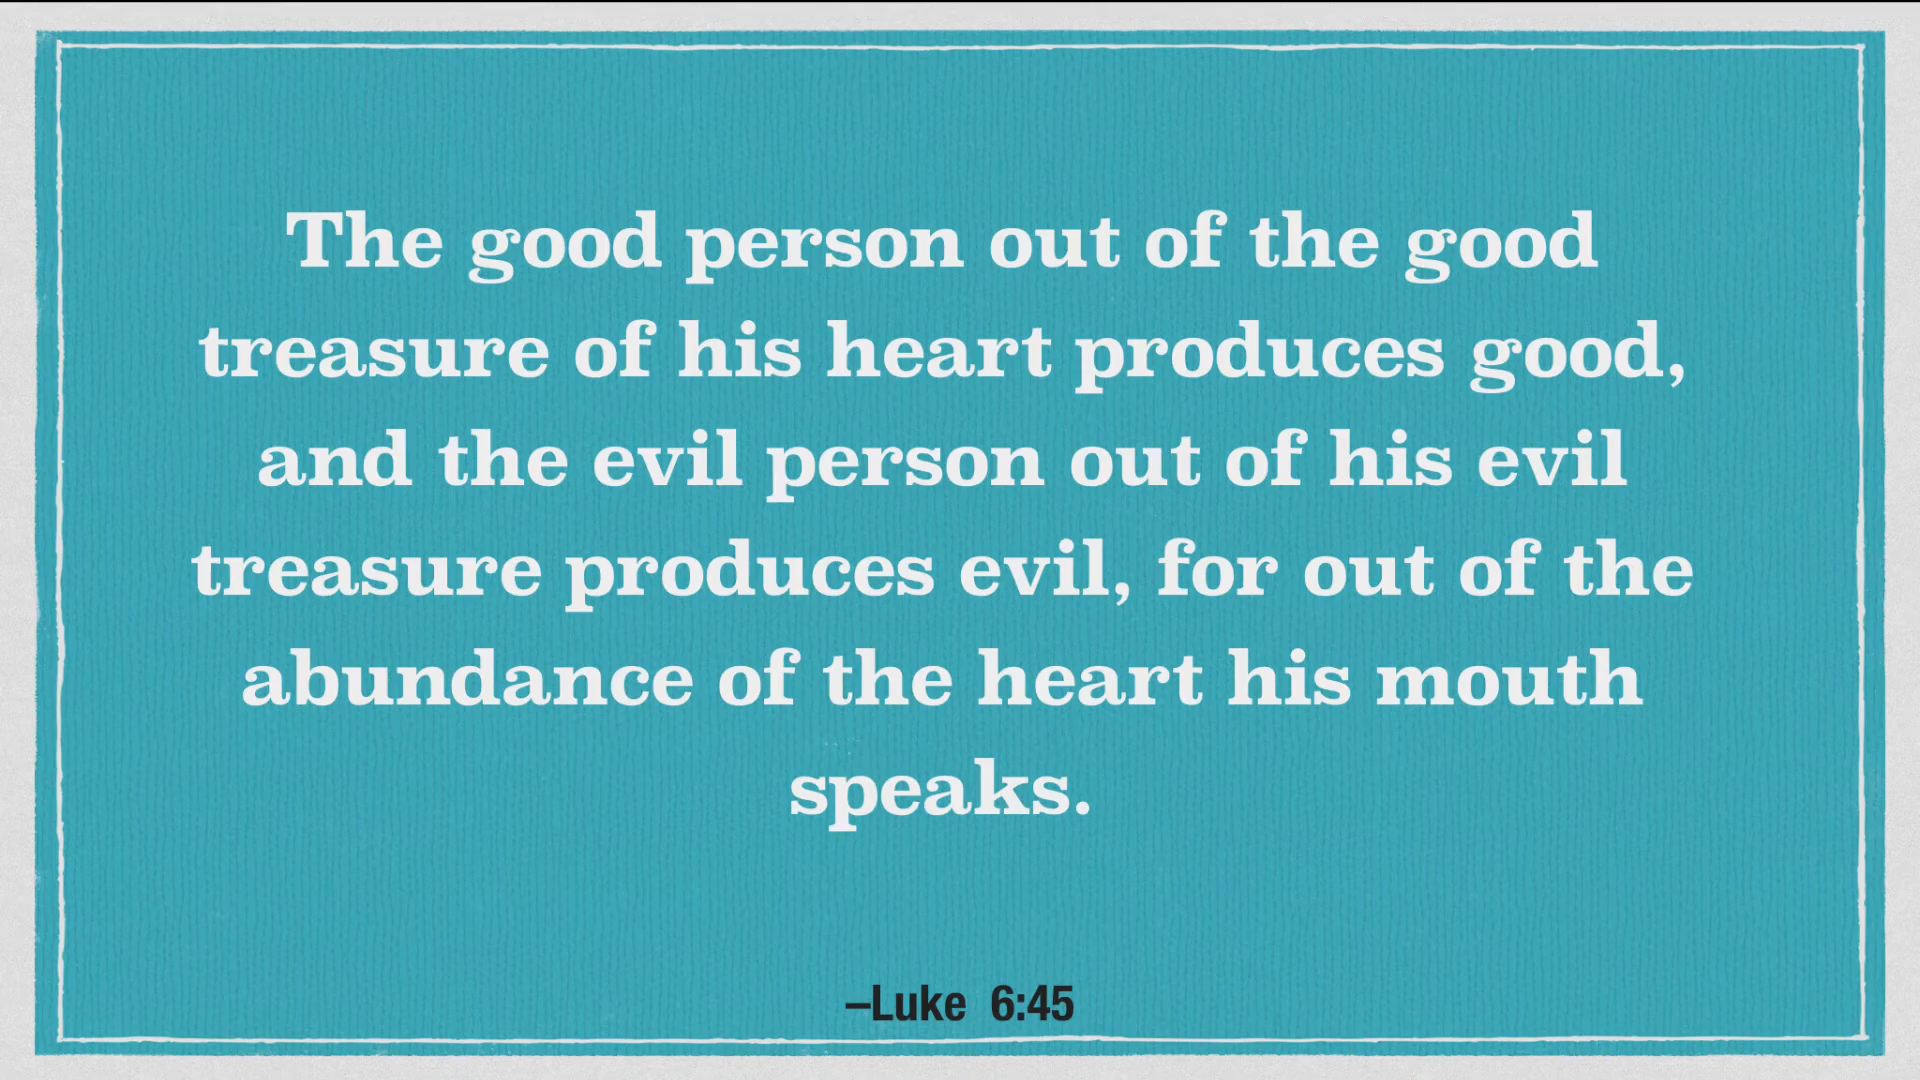 The good person out of the good
treasure of his heart produces good,
and the evil person out of his evil
treasure produces evil, for out of the
abundance of the heart his mouth
speaks.
–Luke 6:45